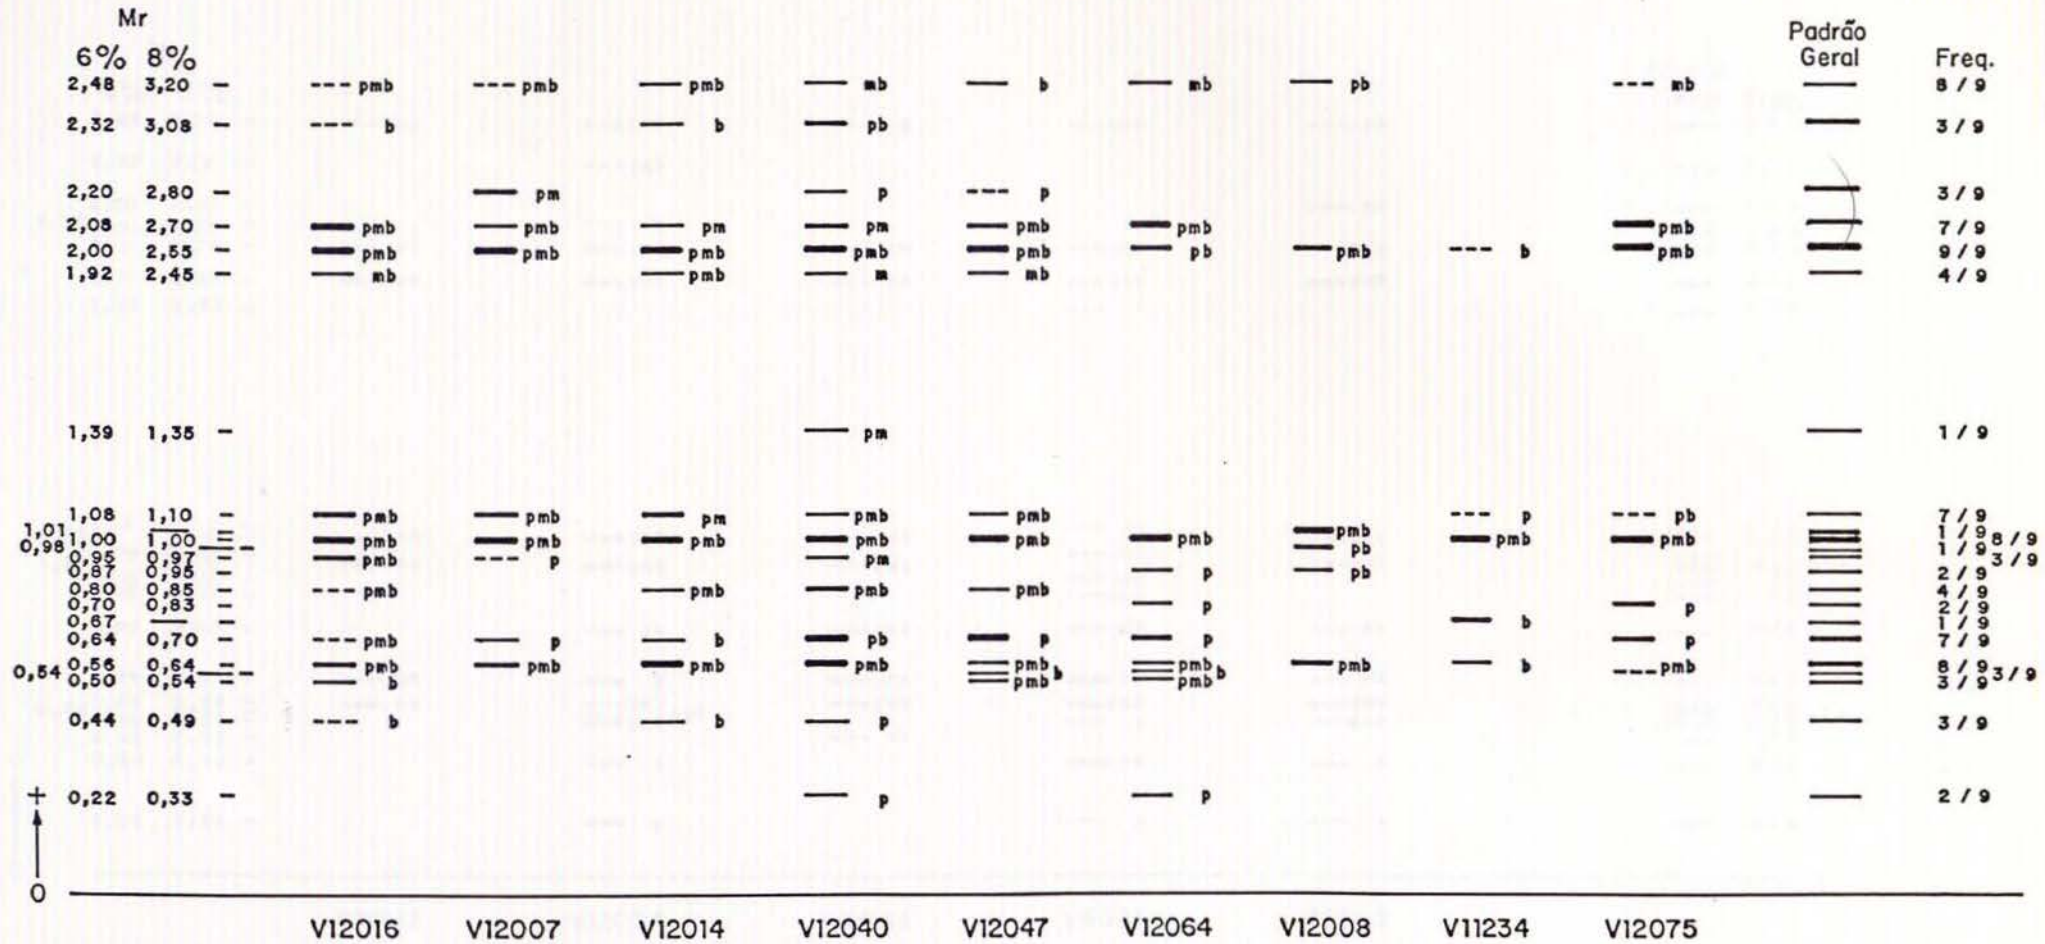 Mr
Padrão
Geral Freq.
6% 8%
2,48 3,20 pmb pmb pmb mb b mb pb mb 8/9
2,32 3,08 b b pb 3/9
2,20 2,80 pm p p 3/9
2,08 2,70 pmb pmb pm pm pmb pmb pmb 7/9
2,00 2,55 pmb pmb pmb pmb pmb pb pmb b pmb 9/9
1,92 2,45 mb pmb m mb 4/9
1,39 1,35 pm 1/9
1,08 1,10 pmb pmb pm pmb pmb p pb 7/9
1,01 pmb 1/9
1,00 1,00 pmb pmb pmb pmb pmb pmb pmb pmb 8/9
0,98 pb 1/9
0,95 0,97 pmb p pm 3/9
0,87 0,95 p pb 2/9
0,80 0,85 pmb pmb pmb pmb 4/9
0,70 0,83 p p 2/9
0,67 b 1/9
0,64 0,70 pmb p b pb p p p 7/9
0,56 0,64 pmb pmb pmb pmb pmb pmb pmb b 8/9
0,54 b b pmb 3/9
0,50 0,54 b pmb pmb 3/9
0,44 0,49 b b p 3/9
+ 0,22 0,33 p p 2/9
0
V12016 V12007 V12014 V12040 V12047 V12064 V12008 V11234 V12075